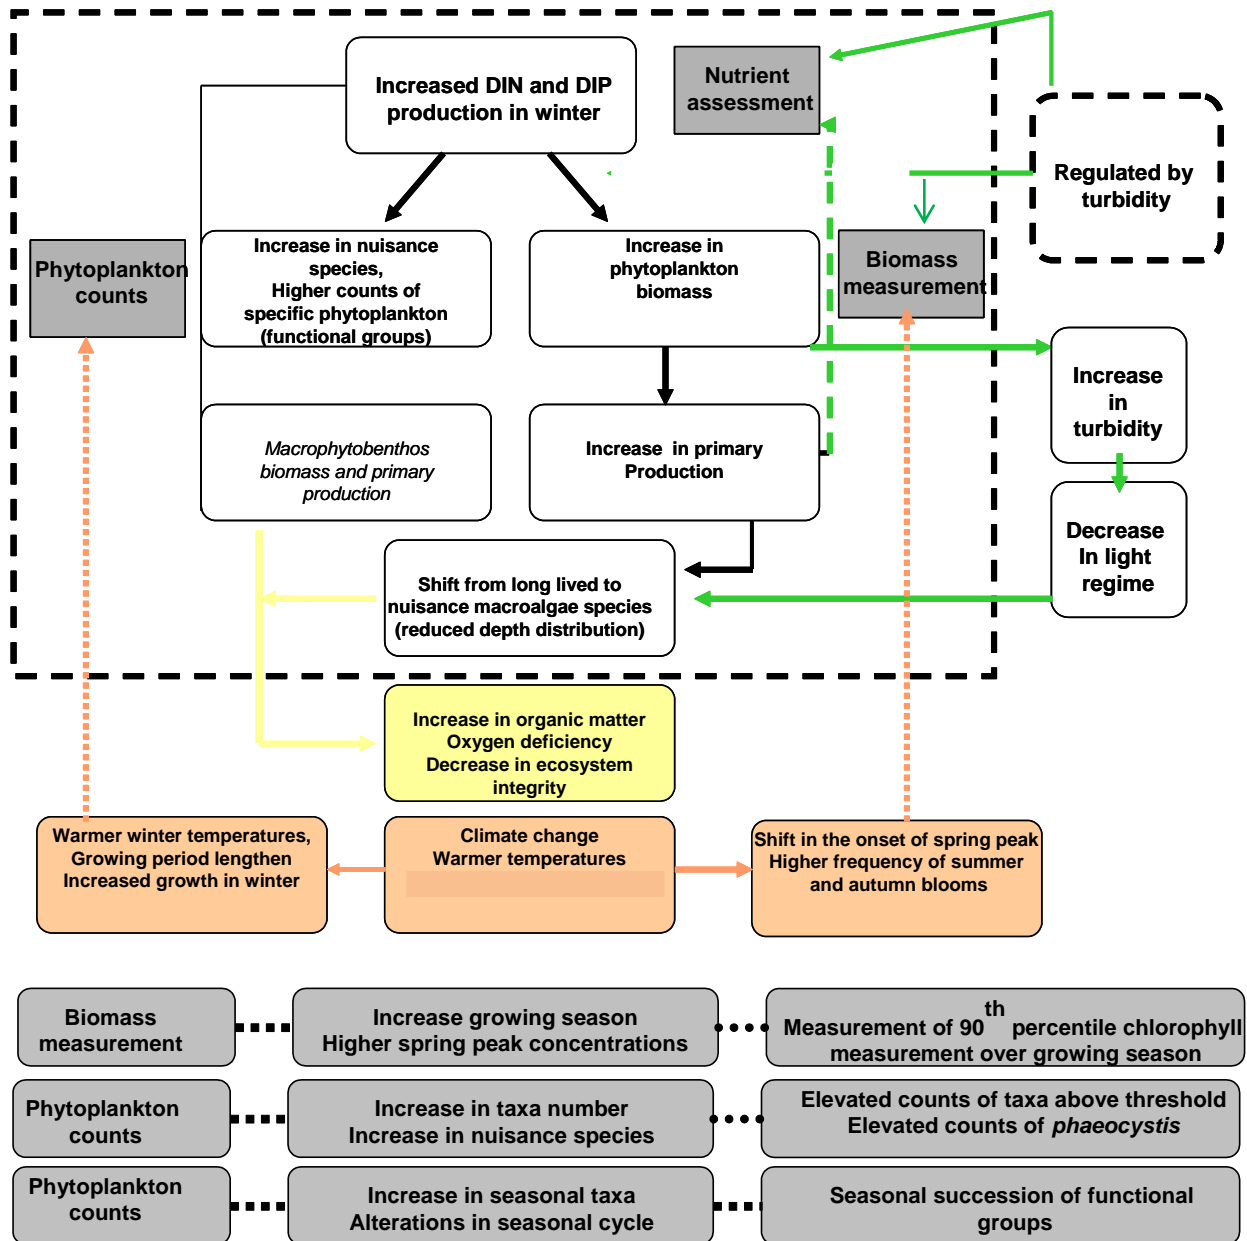 Increased DIN and DIP
production in winter
Nutrient
assessment
Regulated by
turbidity
Phytoplankton
counts
Increase in nuisance
species,
Higher counts of
specific phytoplankton
(functional groups)
Increase in
phytoplankton
biomass
Biomass
measurement
Increase
in
turbidity
Macrophytobenthos
biomass and primary
production
Increase in primary
Production
Decrease
In light
regime
Shift from long lived to
nuisance macroalgae species
(reduced depth distribution)
Increase in organic matter
Oxygen deficiency
Decrease in ecosystem
integrity
Warmer winter temperatures,
Growing period lengthen
Increased growth in winter
Climate change
Warmer temperatures
Shift in the onset of spring peak
Higher frequency of summer
and autumn blooms
Biomass
measurement
Increase growing season
Higher spring peak concentrations
Measurement of 90th percentile chlorophyll
measurement over growing season
Phytoplankton
counts
Increase in taxa number
Increase in nuisance species
Elevated counts of taxa above threshold
Elevated counts of phaeocystis
Phytoplankton
counts
Increase in seasonal taxa
Alterations in seasonal cycle
Seasonal succession of functional
groups